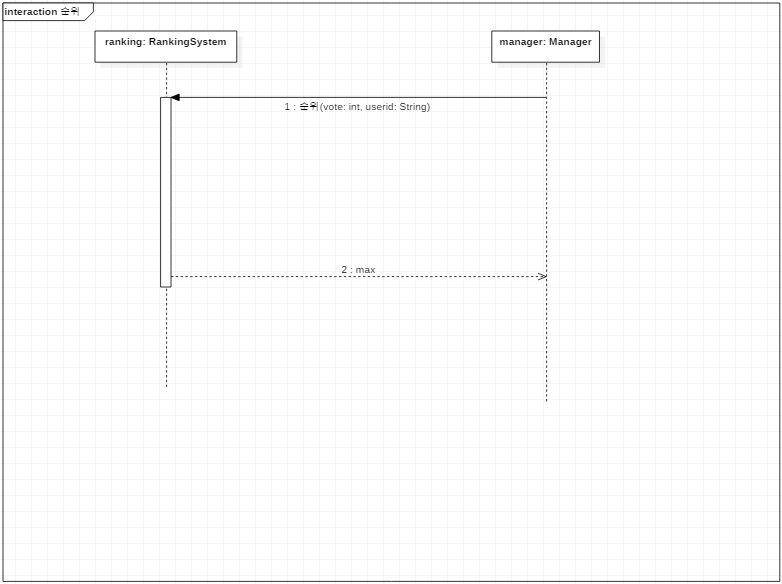 interaction 순위
ranking: RankingSystem
manager: Manager
1 : 순위(vote: int, userid: String)
2 : max